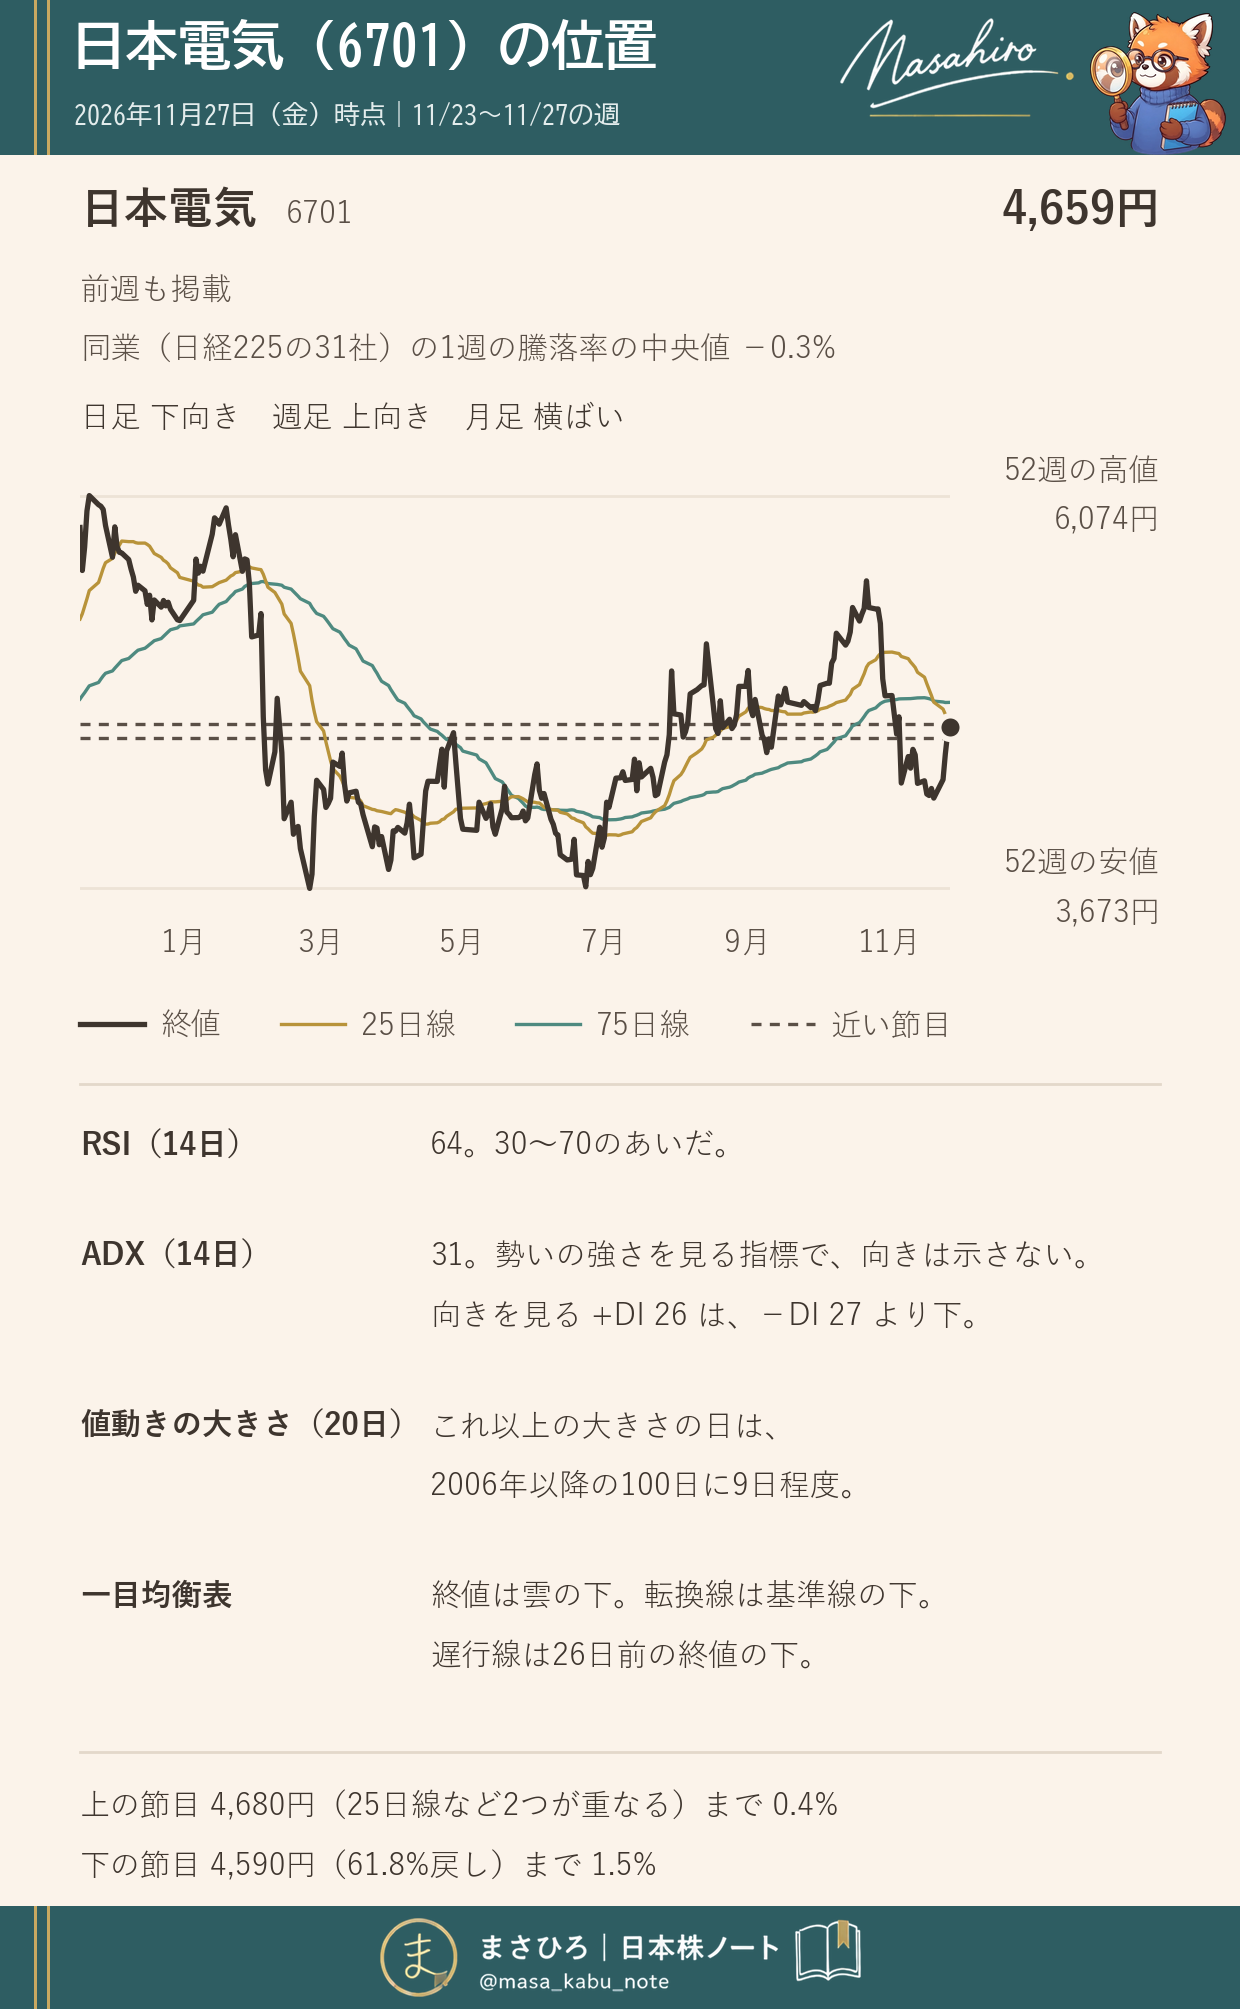 日本電気（6701）の位置
2026年11月27日（金）時点｜11/23〜11/27の週
Masahiro
日本電気 6701
4,659円
前週も掲載
同業（日経225の31社）の1週の騰落率の中央値 −0.3%
日足 下向き　週足 上向き　月足 横ばい
52週の高値
6,074円
52週の安値
3,673円
1月 3月 5月 7月 9月 11月
終値 25日線 75日線 近い節目
RSI（14日） 64。30〜70のあいだ。
ADX（14日） 31。勢いの強さを見る指標で、向きは示さない。
向きを見る +DI 26 は、−DI 27 より下。
値動きの大きさ（20日） これ以上の大きさの日は、
2006年以降の100日に9日程度。
一目均衡表 終値は雲の下。転換線は基準線の下。
遅行線は26日前の終値の下。
上の節目 4,680円（25日線など2つが重なる）まで 0.4%
下の節目 4,590円（61.8%戻し）まで 1.5%
ま
まさひろ｜日本株ノート
@masa_kabu_note